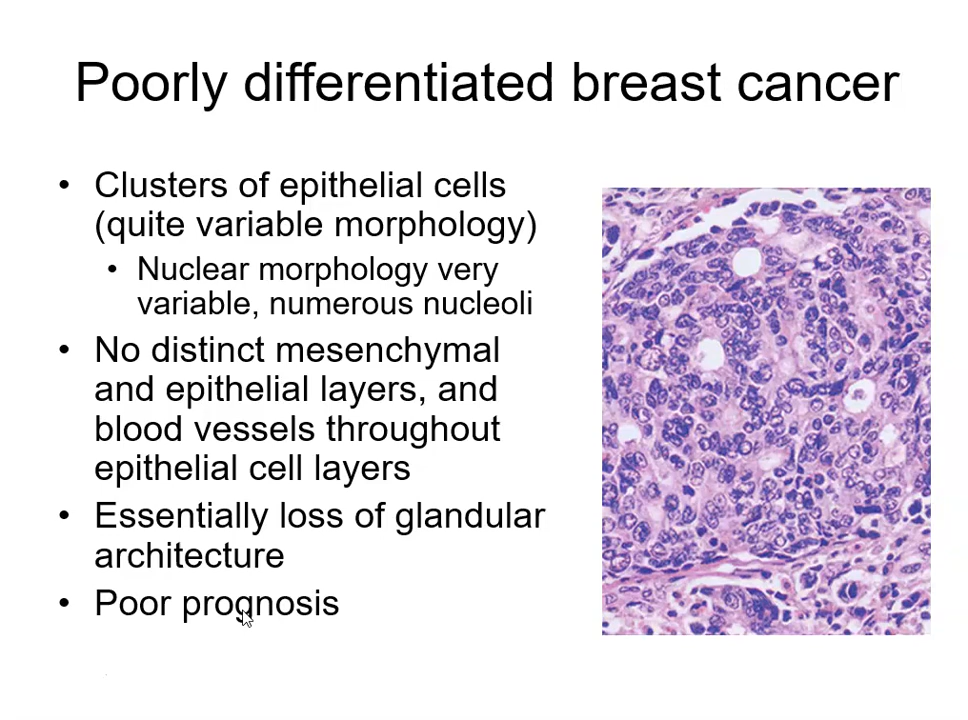 Poorly differentiated breast cancer
• Clusters of epithelial cells
(quite variable morphology)
• Nuclear morphology very
variable, numerous nucleoli
• No distinct mesenchymal
and epithelial layers, and
blood vessels throughout
epithelial cell layers
• Essentially loss of glandular
architecture
• Poor prognosis